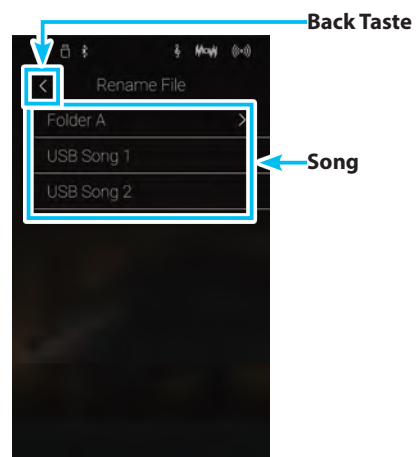 Back Taste
Rename File
Folder A
USB Song 1
Song
USB Song 2